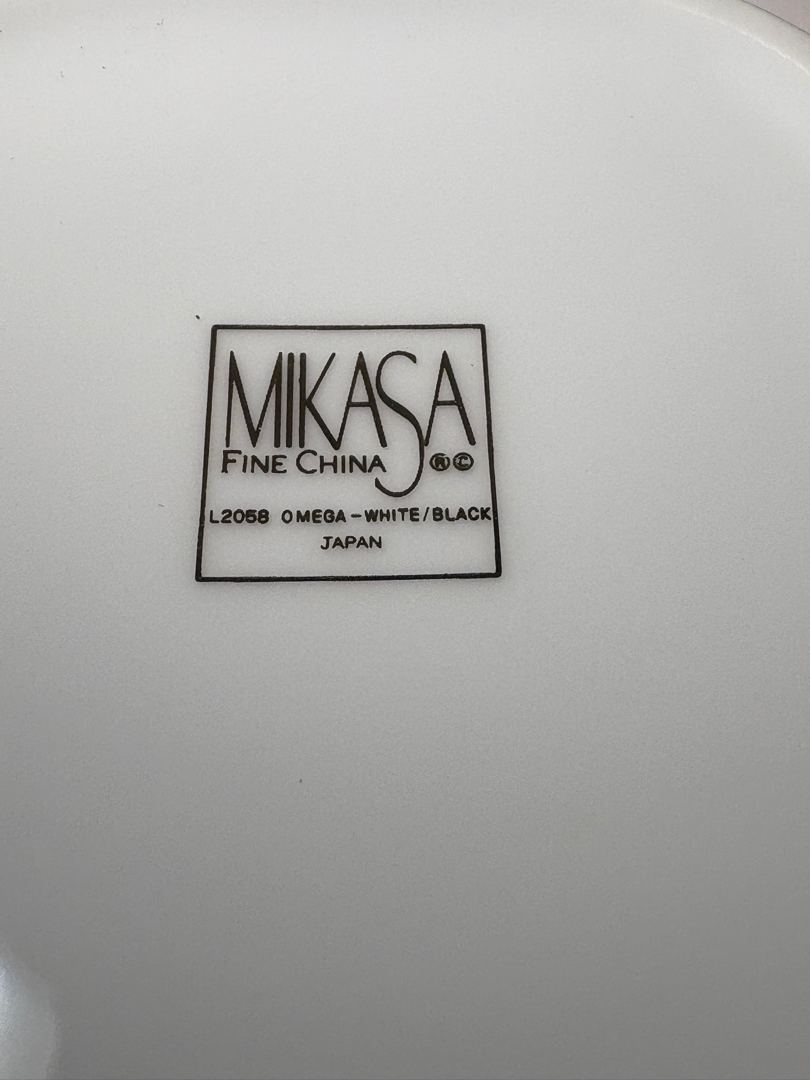 MIKASA
FINE CHINA ®©
L2058 OMEGA-WHITE/BLACK
JAPAN